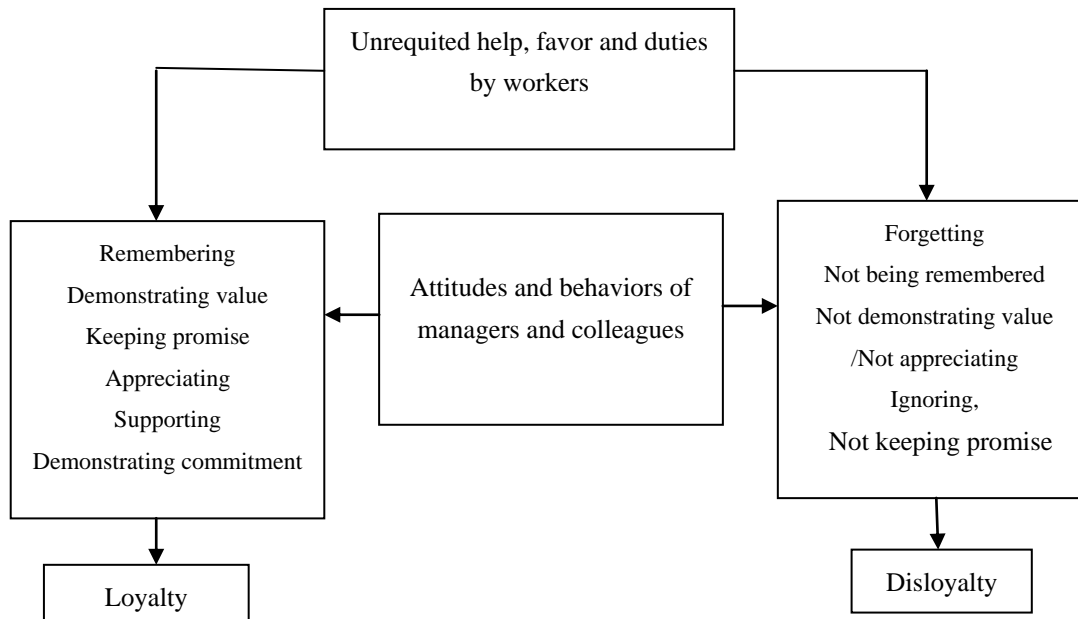 Unrequited help, favor and duties
by workers
Remembering
Demonstrating value
Keeping promise
Appreciating
Supporting
Demonstrating commitment
Attitudes and behaviors of
managers and colleagues
Forgetting
Not being remembered
Not demonstrating value
/Not appreciating
Ignoring,
Not keeping promise
Loyalty
Disloyalty